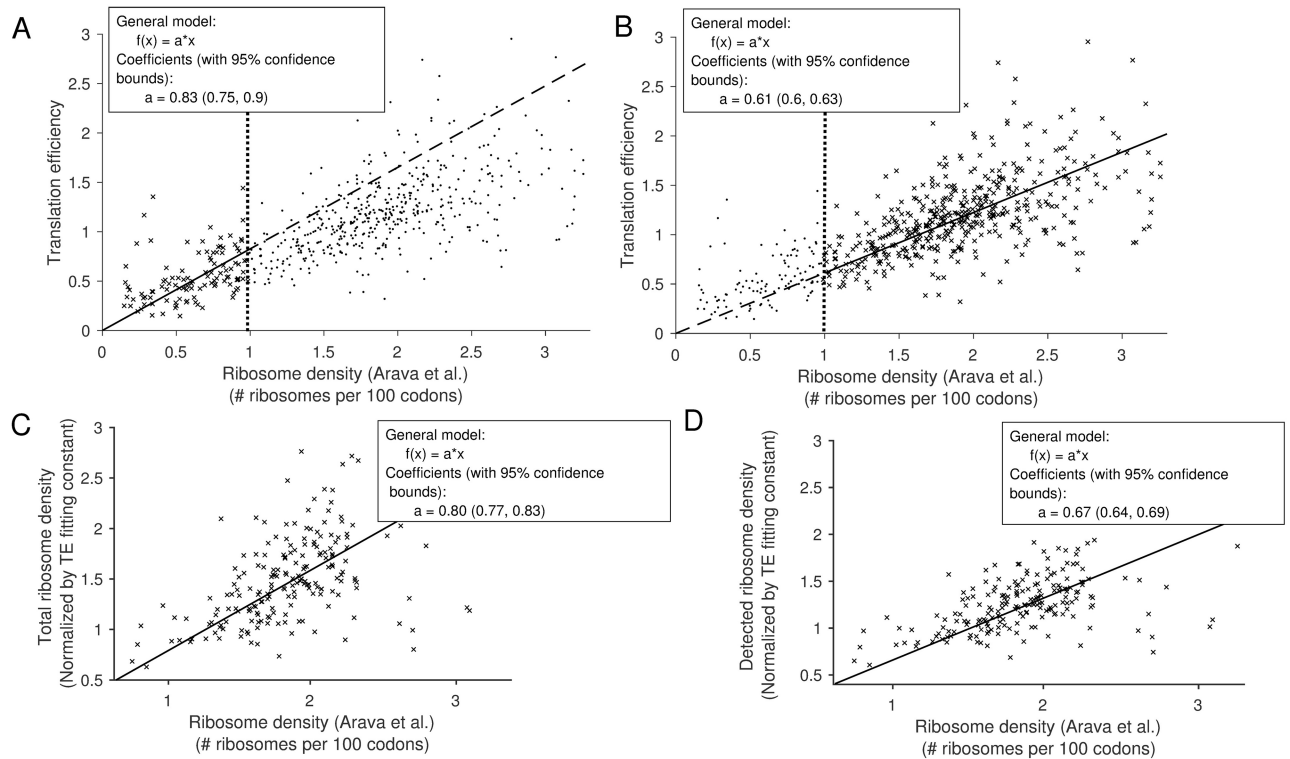 A
General model:
f(x) = a*x
Coefficients (with 95% confidence
bounds):
a = 0.83 (0.75, 0.9)
Translation efficiency
3
2.5
2
1.5
1
0.5
0
0 0.5 1 1.5 2 2.5 3
Ribosome density (Arava et al.)
(# ribosomes per 100 codons)
B
General model:
f(x) = a*x
Coefficients (with 95% confidence
bounds):
a = 0.61 (0.6, 0.63)
Translation efficiency
3
2.5
2
1.5
1
0.5
0
0 0.5 1 1.5 2 2.5 3
Ribosome density (Arava et al.)
(# ribosomes per 100 codons)
C
General model:
f(x) = a*x
Coefficients (with 95% confidence
bounds):
a = 0.80 (0.77, 0.83)
Total ribosome density
(Normalized by TE fitting constant)
3
2.5
2
1.5
1
0.5
1 2 3
Ribosome density (Arava et al.)
(# ribosomes per 100 codons)
D
General model:
f(x) = a*x
Coefficients (with 95% confidence
bounds):
a = 0.67 (0.64, 0.69)
Detected ribosome density
(Normalized by TE fitting constant)
3
2.5
2
1.5
1
0.5
1 2 3
Ribosome density (Arava et al.)
(# ribosomes per 100 codons)